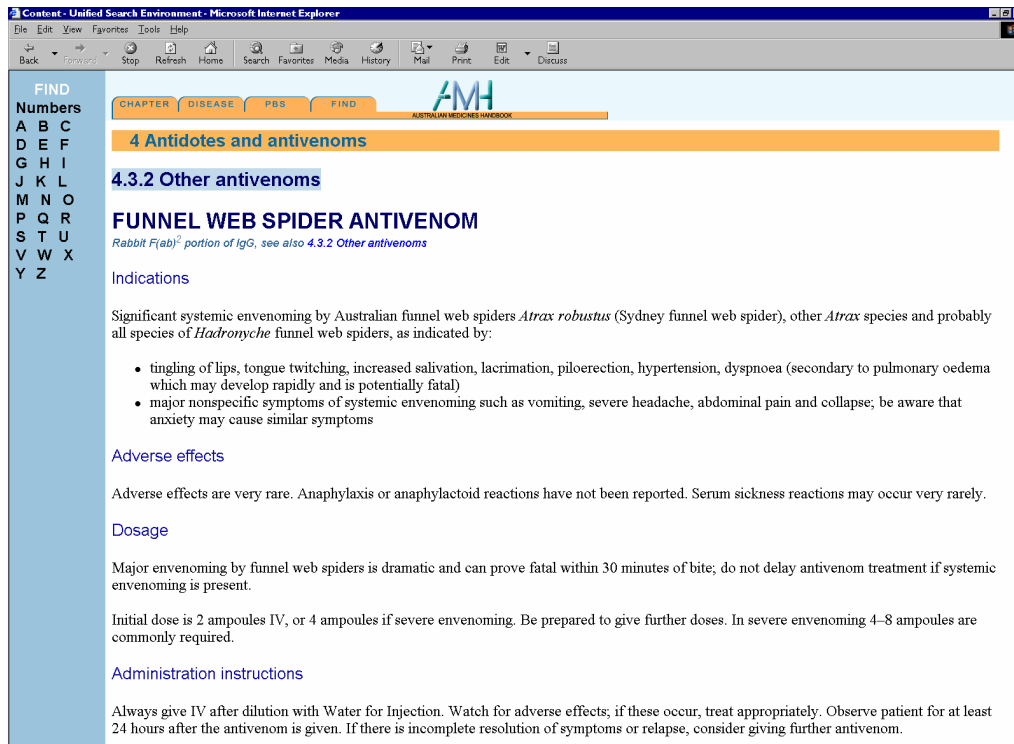 Content - Unified Search Environment - Microsoft Internet Explorer
File Edit View Favorites Tools Help
Back Forward Stop Refresh Home Search Favorites Media History Mail Print Edit Discuss
FIND
Numbers
A B C
D E F
G H I
J K L
M N O
P Q R
S T U
V W X
Y Z
CHAPTER DISEASE PBS FIND
AMH
AUSTRALIAN MEDICINES HANDBOOK
4 Antidotes and antivenoms
4.3.2 Other antivenoms
FUNNEL WEB SPIDER ANTIVENOM
Rabbit F(ab)2 portion of IgG, see also 4.3.2 Other antivenoms
Indications
Significant systemic envenoming by Australian funnel web spiders Atrax robustus (Sydney funnel web spider), other Atrax species and probably
all species of Hadronyche funnel web spiders, as indicated by:
• tingling of lips, tongue twitching, increased salivation, lacrimation, piloerection, hypertension, dyspnoea (secondary to pulmonary oedema
which may develop rapidly and is potentially fatal)
• major nonspecific symptoms of systemic envenoming such as vomiting, severe headache, abdominal pain and collapse; be aware that
anxiety may cause similar symptoms
Adverse effects
Adverse effects are very rare. Anaphylaxis or anaphylactoid reactions have not been reported. Serum sickness reactions may occur very rarely.
Dosage
Major envenoming by funnel web spiders is dramatic and can prove fatal within 30 minutes of bite; do not delay antivenom treatment if systemic
envenoming is present.
Initial dose is 2 ampoules IV, or 4 ampoules if severe envenoming. Be prepared to give further doses. In severe envenoming 4–8 ampoules are
commonly required.
Administration instructions
Always give IV after dilution with Water for Injection. Watch for adverse effects; if these occur, treat appropriately. Observe patient for at least
24 hours after the antivenom is given. If there is incomplete resolution of symptoms or relapse, consider giving further antivenom.